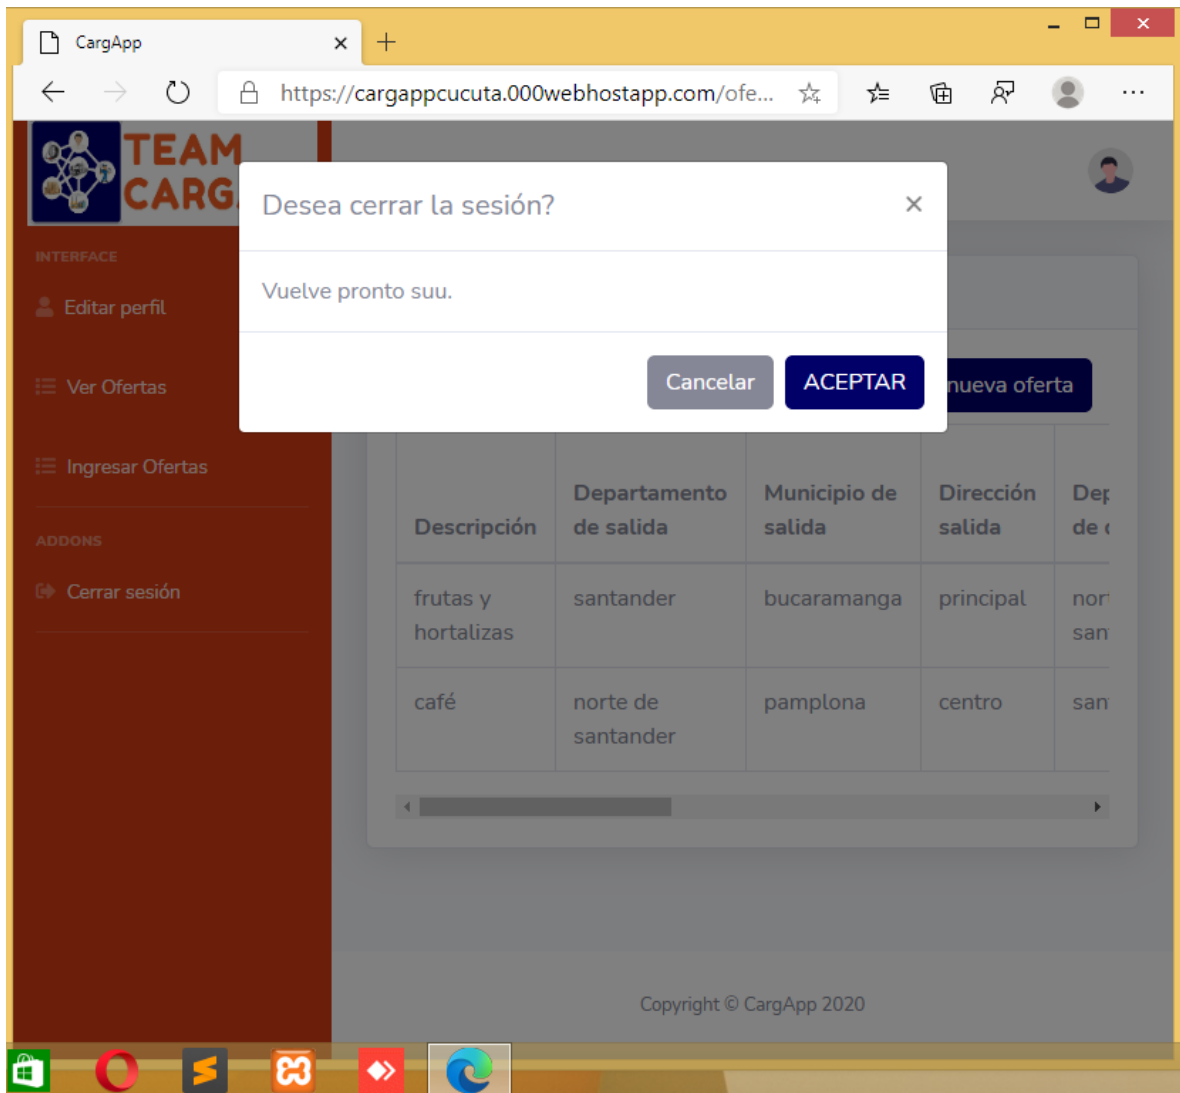 CargApp
https://cargappcucuta.000webhostapp.com/ofe...
TEAM
CARG
Desea cerrar la sesión?
Vuelve pronto suu.
Cancelar
ACEPTAR
INTERFACE
Editar perfil
Ver Ofertas
Ingresar Ofertas
ADDONS
Cerrar sesión
nueva oferta
Descripción
Departamento
de salida
Municipio de
salida
Dirección
salida
frutas y
hortalizas
santander
bucaramanga
principal
café
norte de
santander
pamplona
centro
Copyright © CargApp 2020